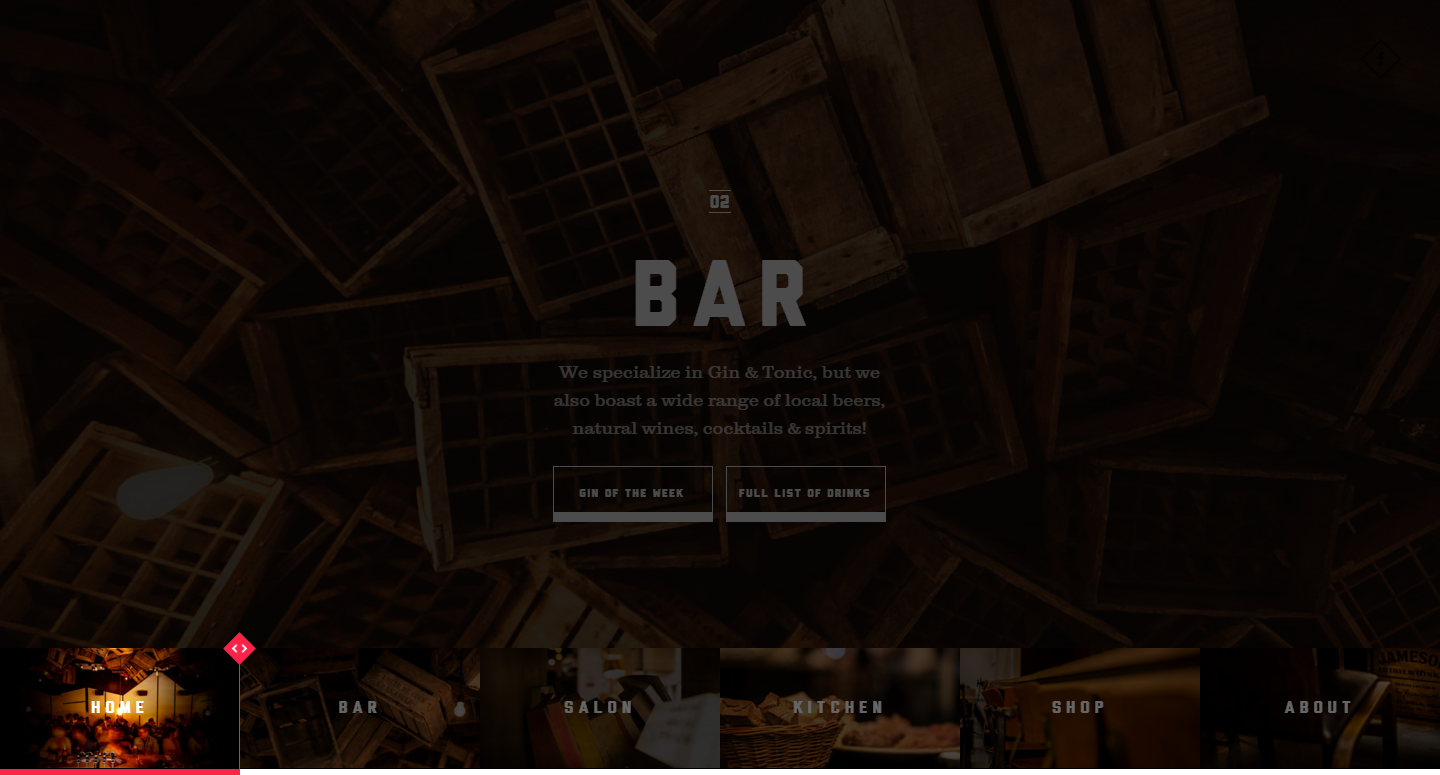 02
BAR
We specialize in Gin & Tonic, but we
also boast a wide range of local beers,
natural wines, cocktails & spirits!
GIN OF THE WEEK
FULL LIST OF DRINKS
HOME
BAR
SALON
KITCHEN
SHOP
ABOUT
JAMESON